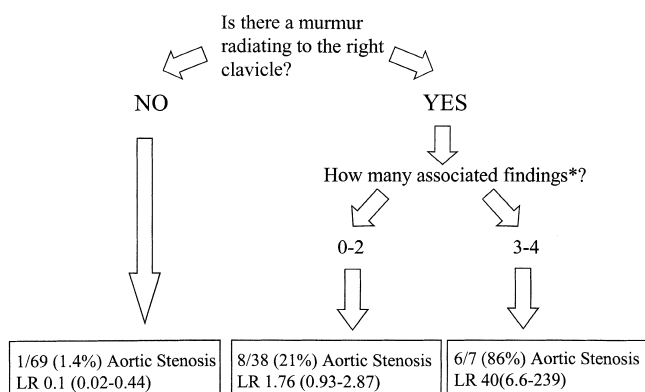 Is there a murmur
radiating to the right
clavicle?
NO
YES
How many associated findings*?
0-2
3-4
1/69 (1.4%) Aortic Stenosis
LR 0.1 (0.02-0.44)
8/38 (21%) Aortic Stenosis
LR 1.76 (0.93-2.87)
6/7 (86%) Aortic Stenosis
LR 40(6.6-239)